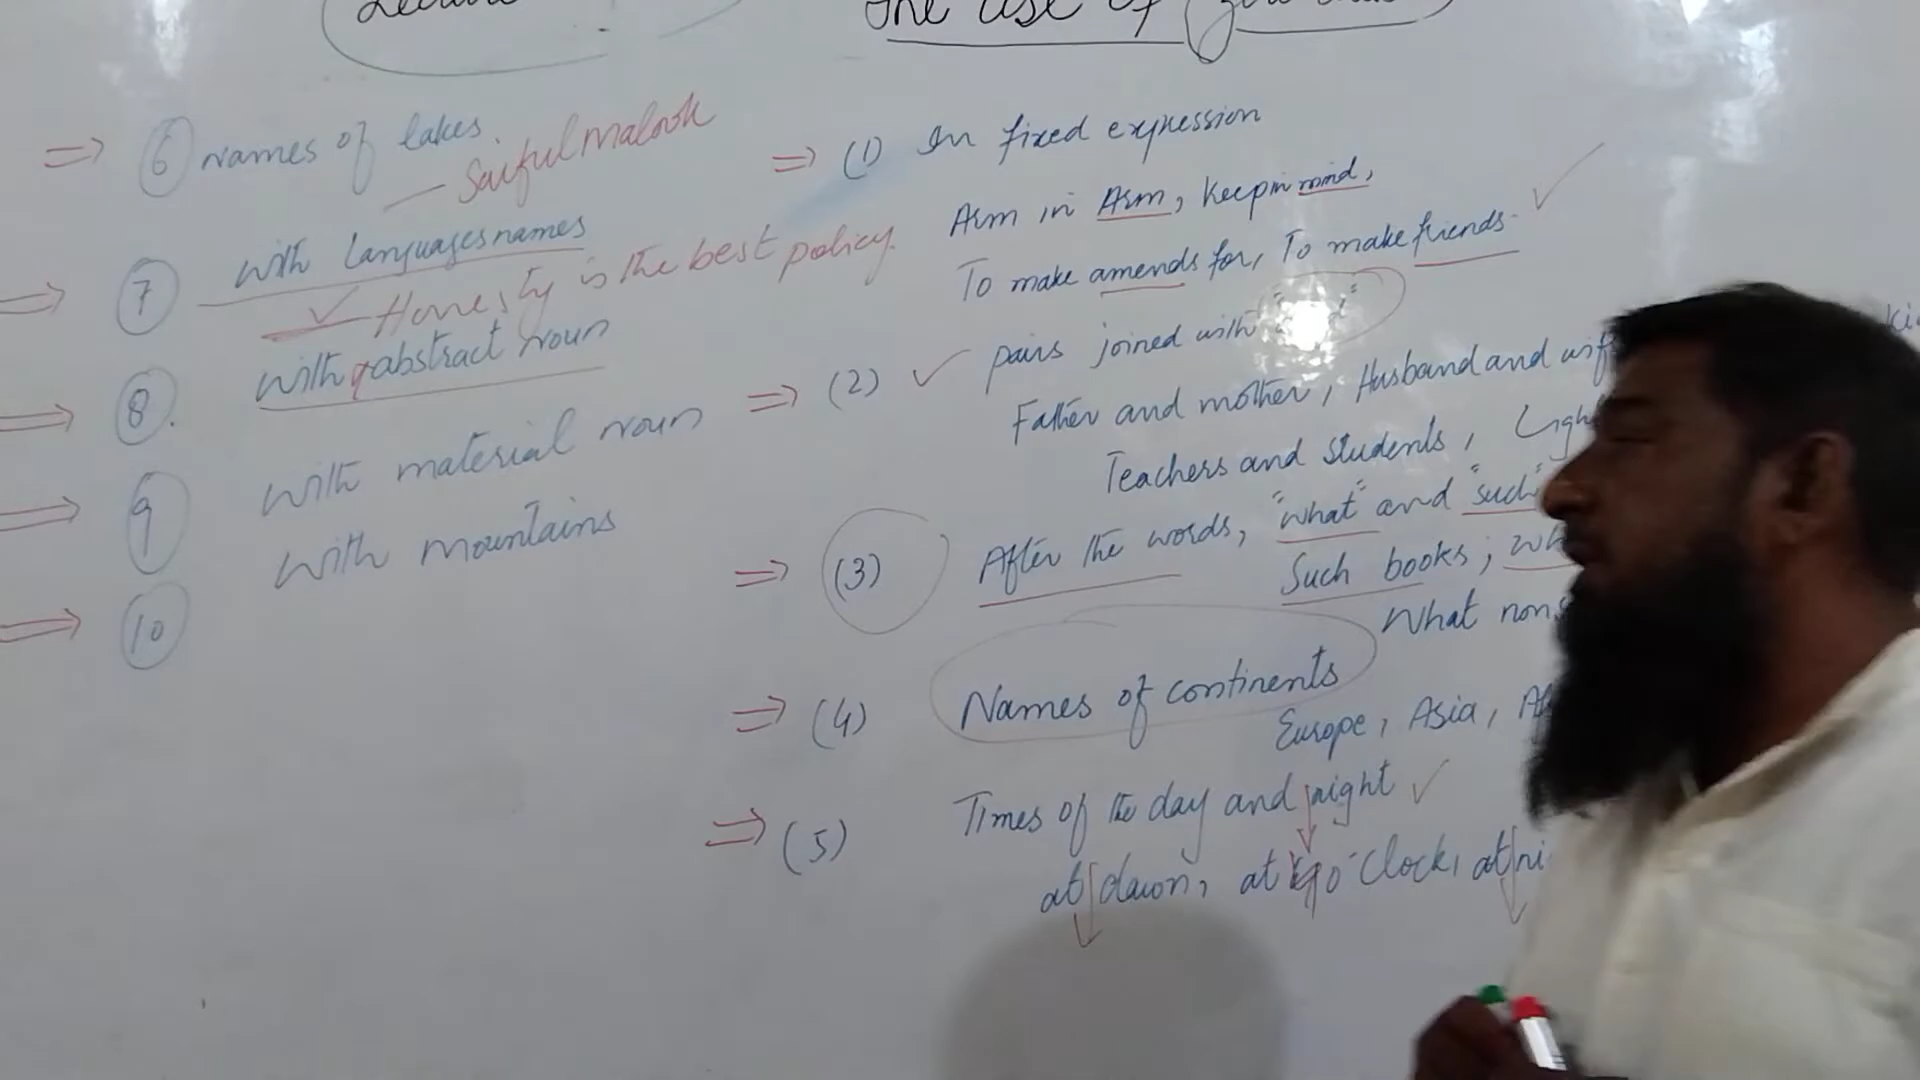 Lecture
The use of
⇒ 6 names of lakes.
— Saiful Malook
⇒ 7 with Languages names
✓ Honesty is the best policy.
⇒ 8. with abstract noun
⇒ 9 with material noun
⇒ 10 with mountains
⇒ (1) In fixed expression
Arm in Arm, Keep in mind,
To make amends for, To make friends. ✓
⇒ (2) ✓ pairs joined with
Father and mother, Husband and wif
Teachers and students,
⇒ (3) After the words, "what" and "such"
Such books;
What
⇒ (4) Names of continents
Europe, Asia,
⇒ (5) Times of the day and night ✓
at dawn, at O'Clock, at